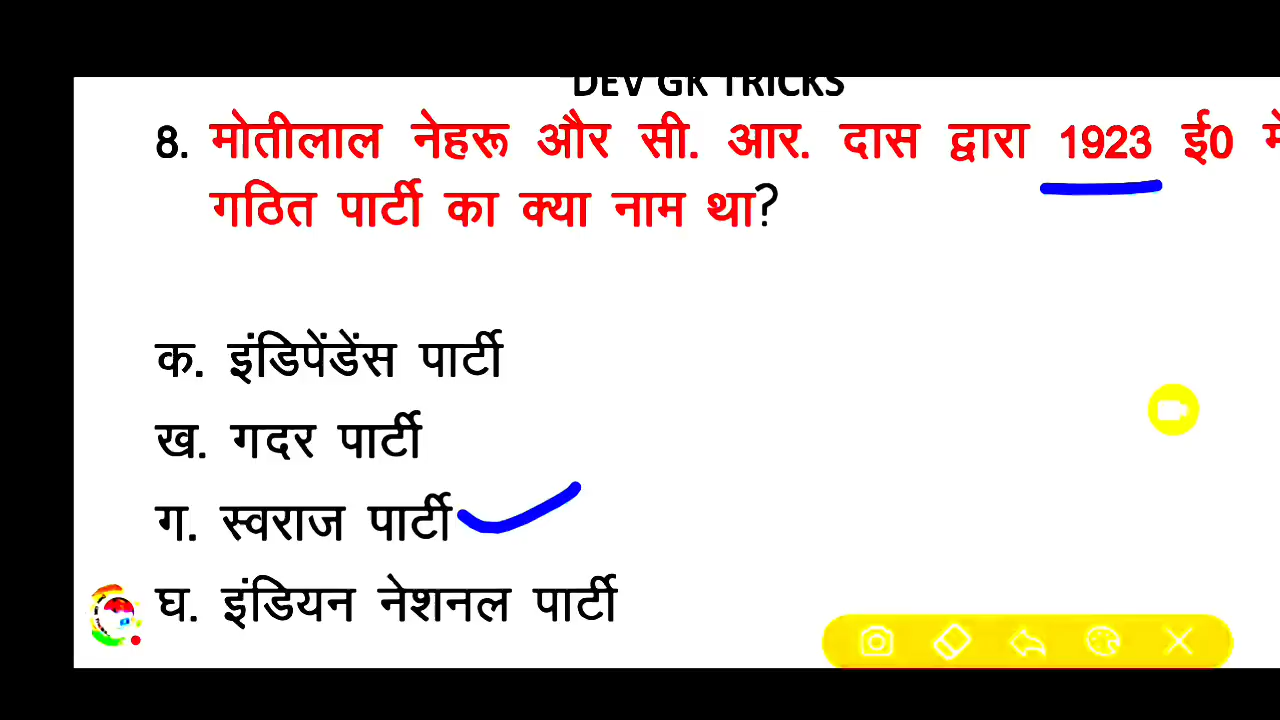 DEV GK TRICKS
8. मोतीलाल नेहरू और सी. आर. दास द्वारा 1923 ई0 में
गठित पार्टी का क्या नाम था?
क. इंडिपेंडेंस पार्टी
ख. गदर पार्टी
ग. स्वराज पार्टी
घ. इंडियन नेशनल पार्टी